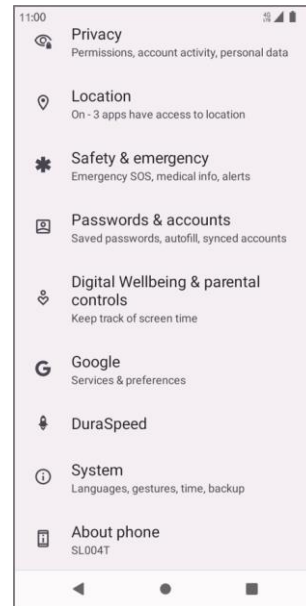 11:00
Privacy
Permissions, account activity, personal data
Location
On - 3 apps have access to location
Safety & emergency
Emergency SOS, medical info, alerts
Passwords & accounts
Saved passwords, autofill, synced accounts
Digital Wellbeing & parental
controls
Keep track of screen time
Google
Services & preferences
DuraSpeed
System
Languages, gestures, time, backup
About phone
SL004T